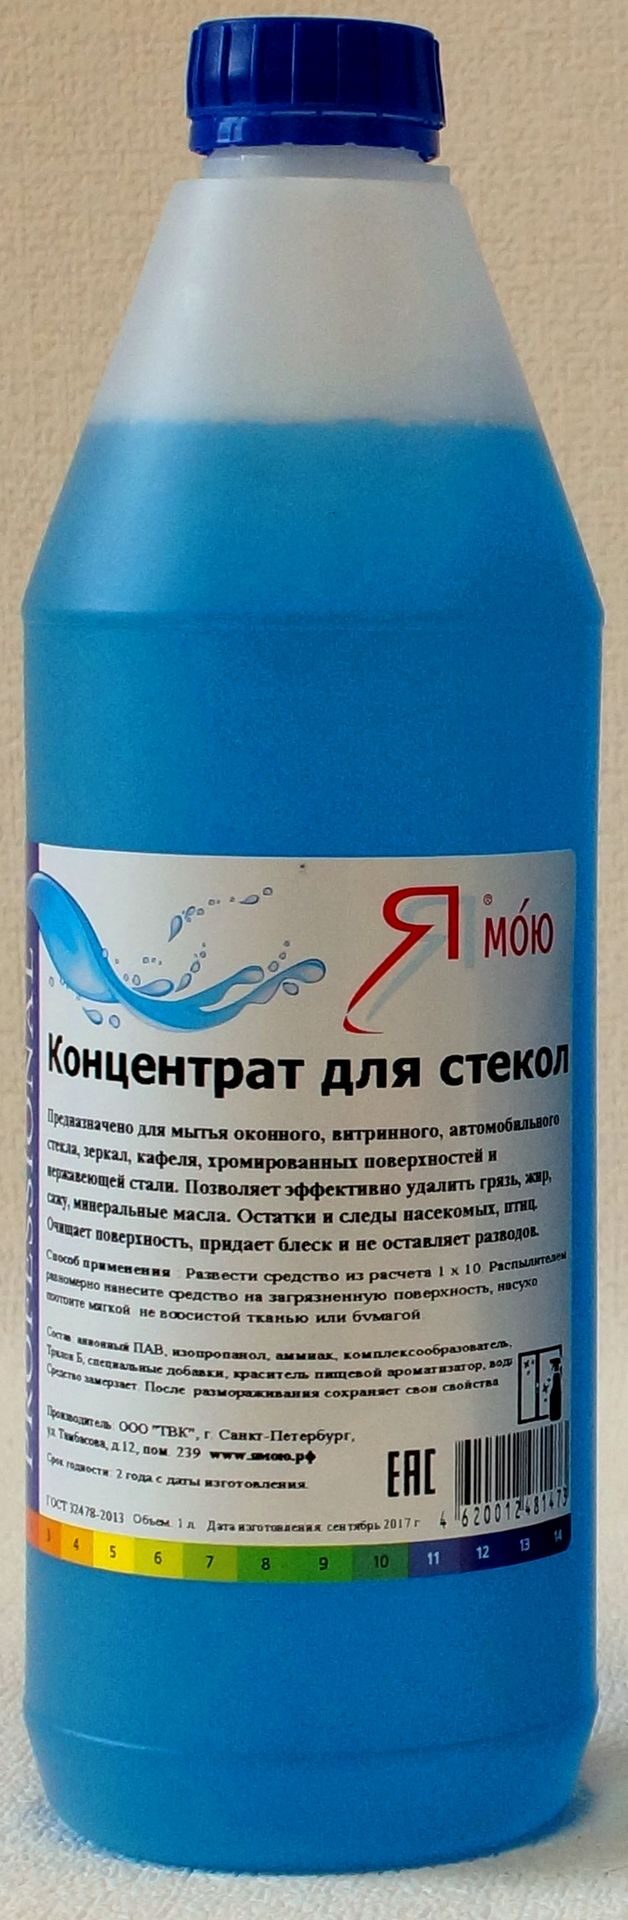 Я® мо́ю
PROFESSIONAL
Концентрат для стекол
Предназначено для мытья оконного, витринного, автомобильного
стекла, зеркал, кафеля, хромированных поверхностей и
нержавеющей стали. Позволяет эффективно удалить грязь, жир,
сажу, минеральные масла. Остатки и следы насекомых, птиц.
Очищает поверхность, придает блеск и не оставляет разводов.
Способ применения : Развести средство из расчета 1 х 10. Распылителем
равномерно нанесите средство на загрязненную поверхность, насухо
протрите мягкой не ворсистой тканью или бумагой
Состав: анионный ПАВ, изопропанол, аммиак, комплексообразователь,
Трилон Б, специальные добавки, краситель пищевой ароматизатор, вода
Средство замерзает. После размораживания сохраняет свои свойства
Производитель: ООО "ТВК", г. Санкт-Петербург,
ул. Тамбасова, д.12, пом. 239 www.ямою.рф
Срок годности: 2 года с даты изготовления.
EAC
ГОСТ 32478-2013 Объем: 1 л. Дата изготовления: сентябрь 2017 г
4 620012 481473
3 4 5 6 7 8 9 10 11 12 13 14